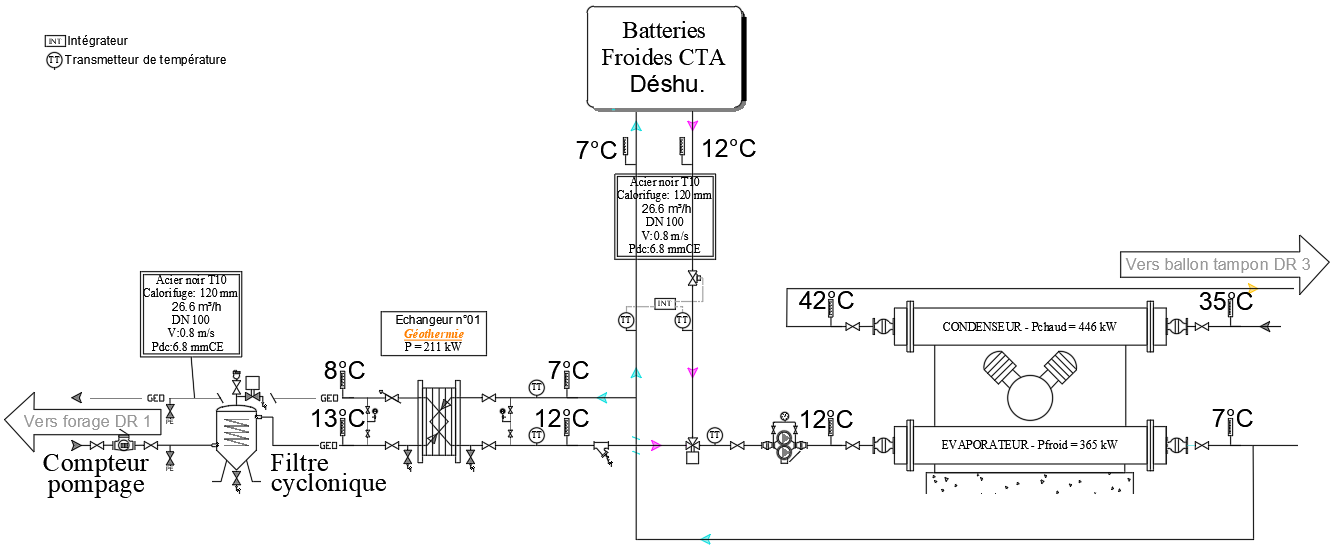 Batteries
Froides CTA
Déshu.
INT Intégrateur
TT Transmetteur de température
7°C
12°C
Acier noir T10
Calorifuge: 120 mm
26.6 m³/h
DN 100
V:0.8 m/s
Pdc:6.8 mmCE
Vers ballon tampon DR 3
Acier noir T10
Calorifuge: 120 mm
26.6 m³/h
DN 100
V:0.8 m/s
Pdc:6.8 mmCE
INT
TT
TT
42°C
35°C
Echangeur n°01
Géothermie
P = 211 kW
CONDENSEUR - Pchaud = 446 kW
8°C
7°C
TT
GEO
GEO
PE
Vers forage DR 1
13°C
12°C
TT
TT
12°C
7°C
GEO
EVAPORATEUR - Pfroid = 365 kW
PE
Compteur
pompage
Filtre
cyclonique